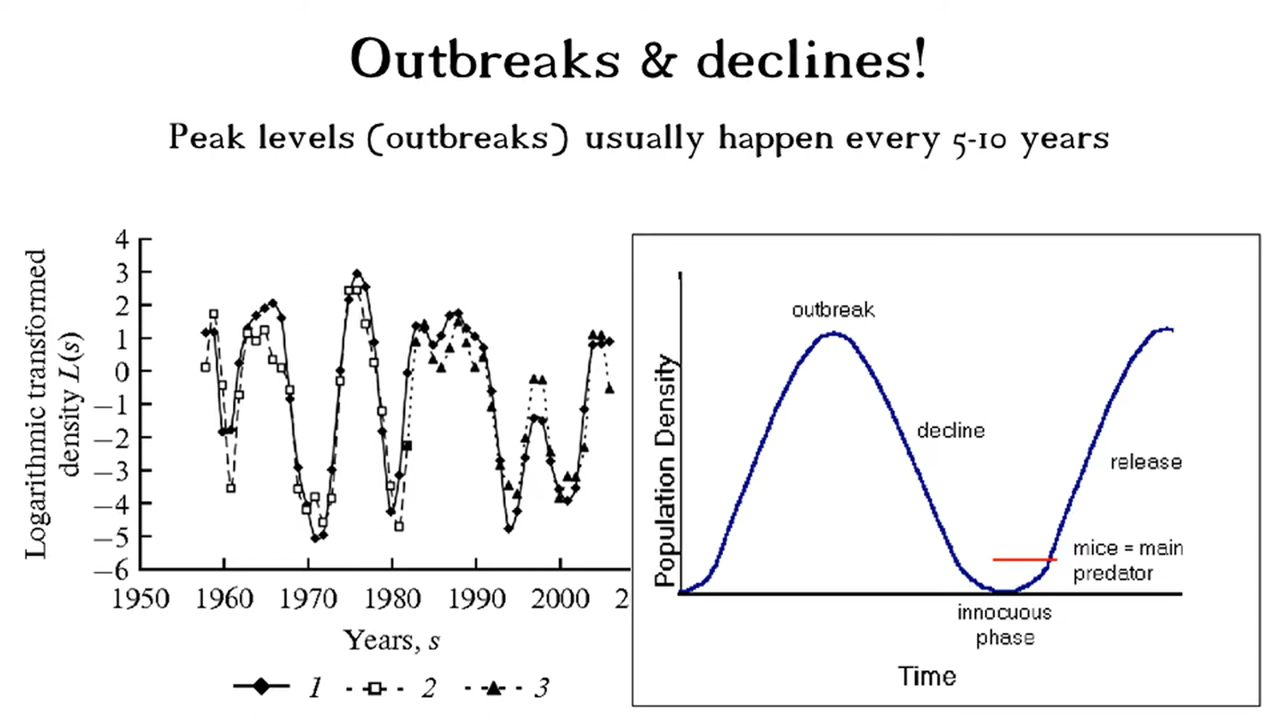 Outbreaks & declines!
Peak levels (outbreaks) usually happen every 5-10 years
Logarithmic transformed
density L(s)
4
3
2
1
0
−1
−2
−3
−4
−5
−6
1950 1960 1970 1980 1990 2000 2
Years, s
1 2 3
Population Density
outbreak
decline
release
mice = main
predator
innocuous
phase
Time